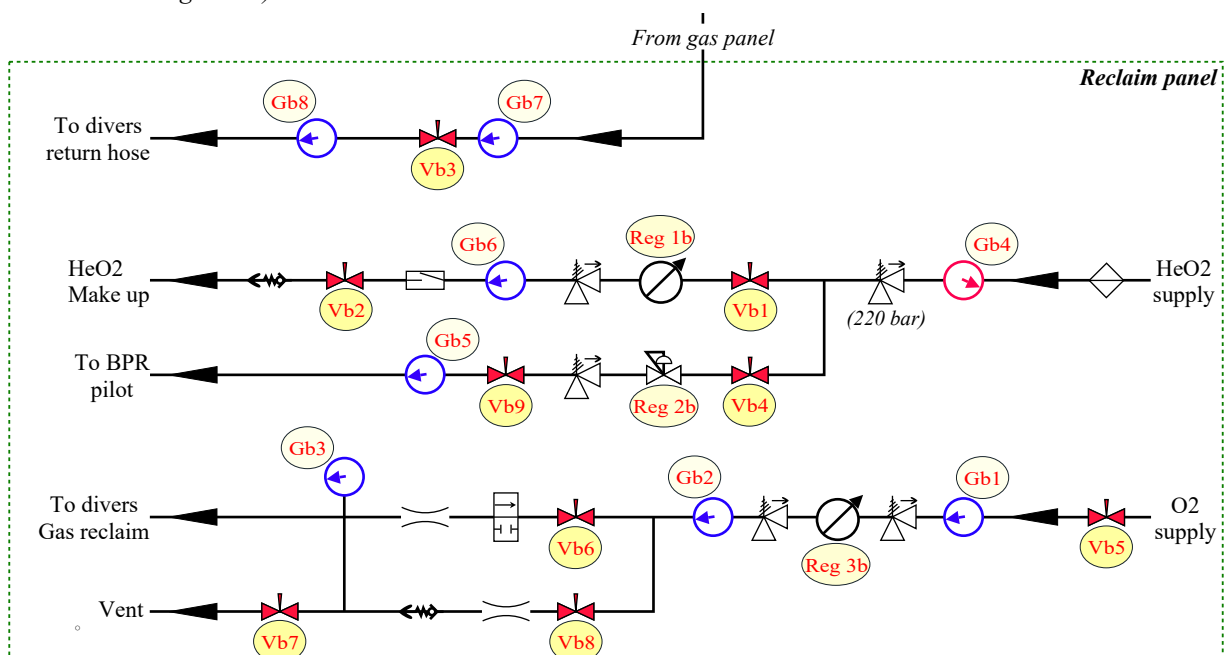 From gas panel
Reclaim panel
Gb8
Gb7
To divers
return hose
Vb3
Gb6
Reg 1b
Gb4
HeO2
Make up
Vb2
Vb1
(220 bar)
HeO2
supply
Gb5
To BPR
pilot
Vb9
Reg 2b
Vb4
Gb3
Gb2
Gb1
To divers
Gas reclaim
Vb6
Reg 3b
Vb5
O2
supply
Vent
Vb7
Vb8